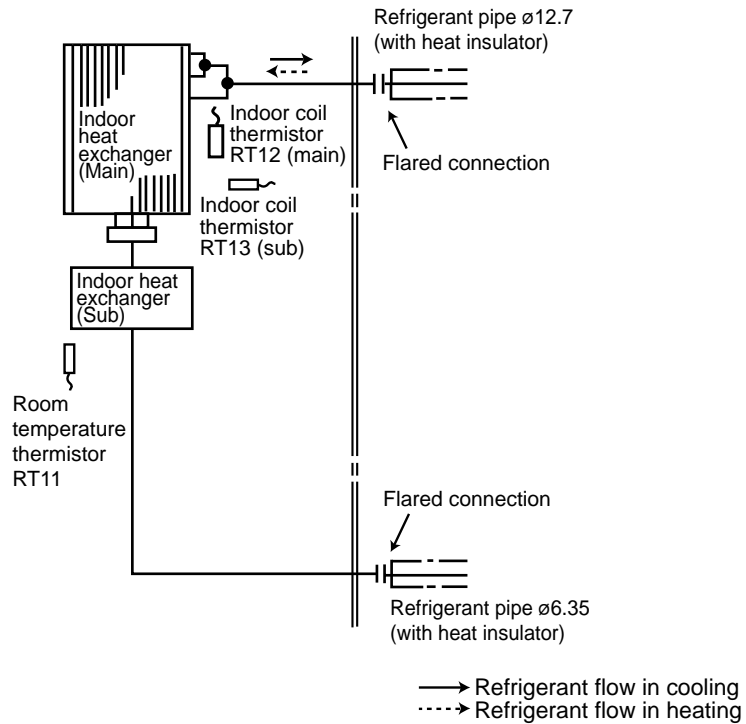 Refrigerant pipe ø12.7
(with heat insulator)
Indoor
heat
exchanger
(Main)
Indoor coil
thermistor
RT12 (main)
Flared connection
Indoor coil
thermistor
RT13 (sub)
Indoor heat
exchanger
(Sub)
Room
temperature
thermistor
RT11
Flared connection
Refrigerant pipe ø6.35
(with heat insulator)
Refrigerant flow in cooling
Refrigerant flow in heating